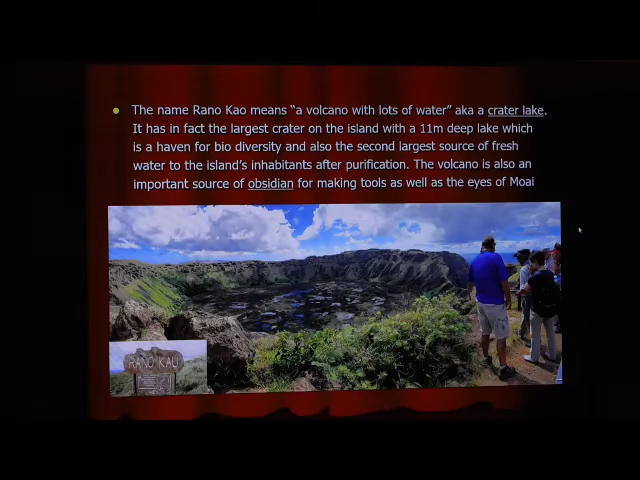 The name Rano Kao means “a volcano with lots of water” aka a crater lake.
It has in fact the largest crater on the island with a 11m deep lake which
is a haven for bio diversity and also the second largest source of fresh
water to the island’s inhabitants after purification. The volcano is also an
important source of obsidian for making tools as well as the eyes of Moai
RANO KAU